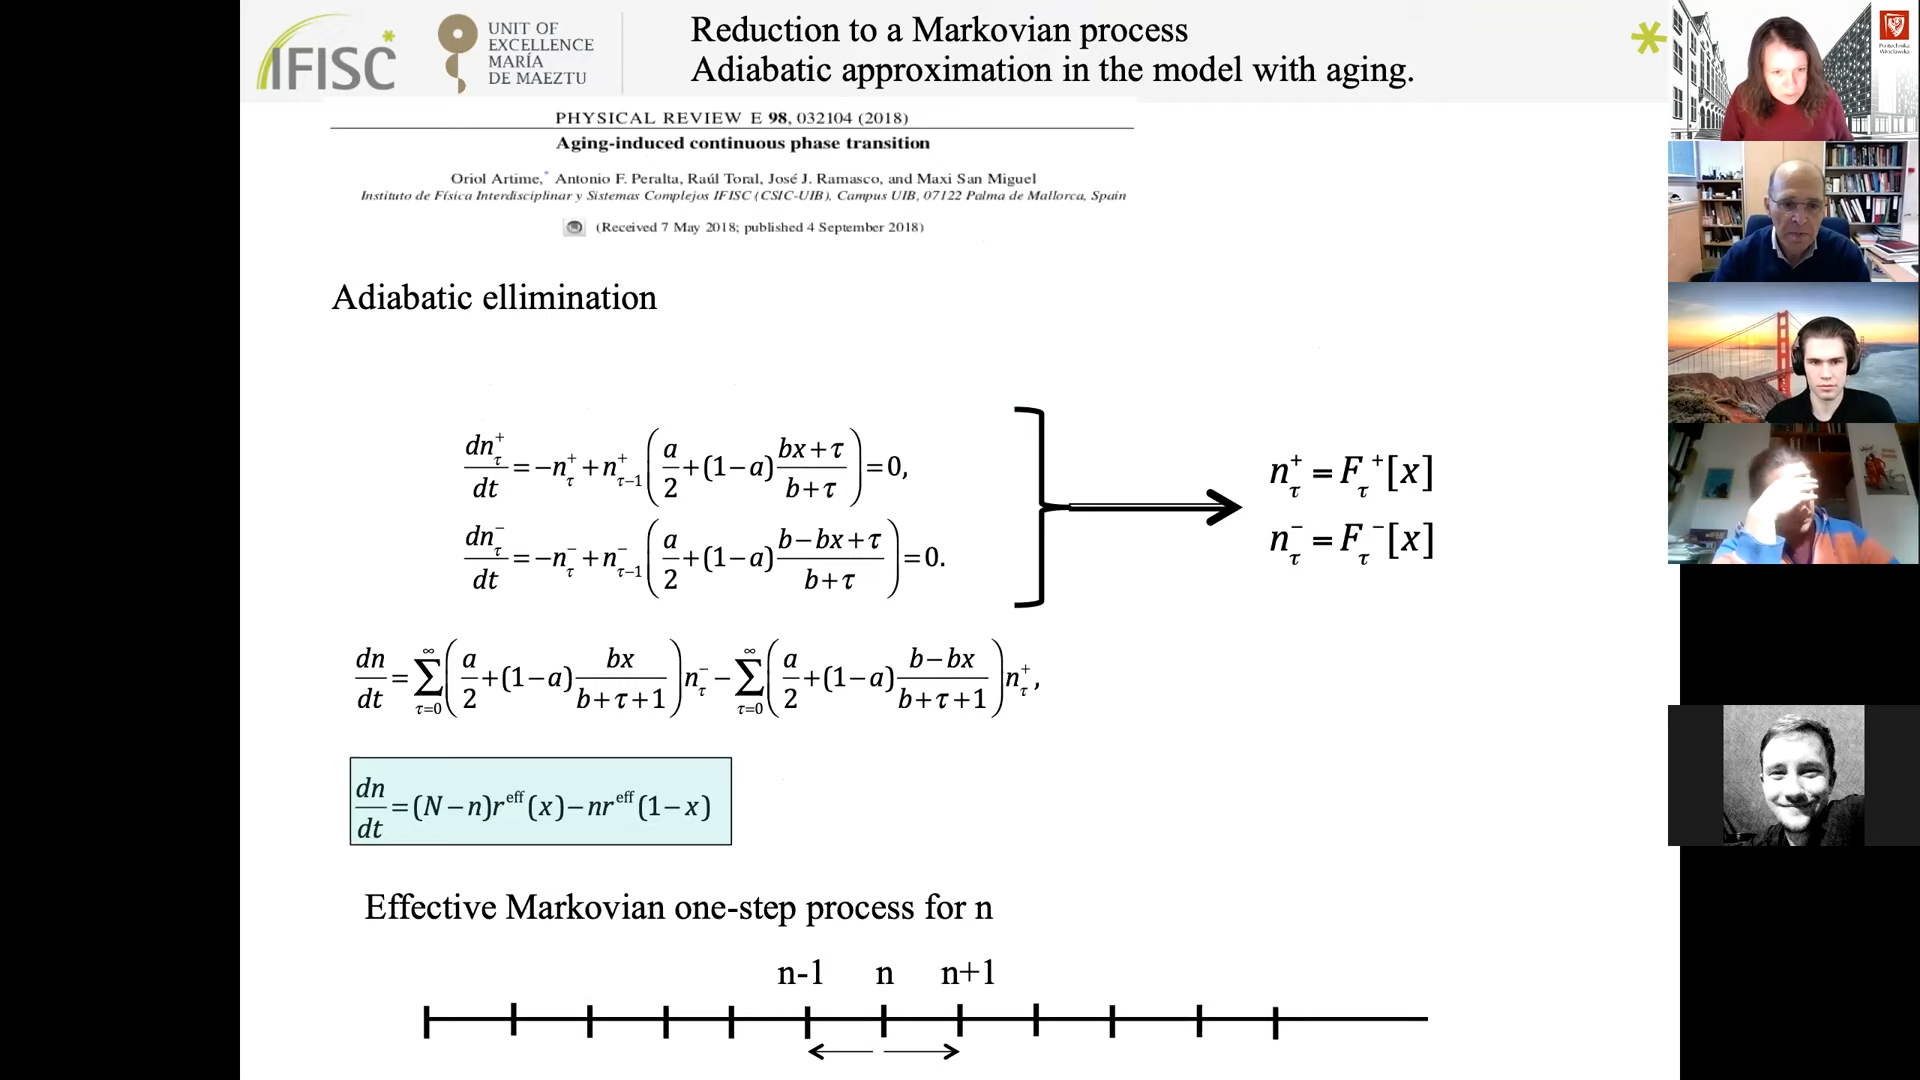 IFISC
UNIT OF
EXCELLENCE
MARÍA
DE MAEZTU
Reduction to a Markovian process
Adiabatic approximation in the model with aging.
Politechnika
Wrocławska
PHYSICAL REVIEW E 98, 032104 (2018)
Aging-induced continuous phase transition
Oriol Artime,* Antonio F. Peralta, Raúl Toral, José J. Ramasco, and Maxi San Miguel
Instituto de Física Interdisciplinar y Sistemas Complejos IFISC (CSIC-UIB), Campus UIB, 07122 Palma de Mallorca, Spain
(Received 7 May 2018; published 4 September 2018)
Adiabatic ellimination
dn_τ^+/dt = −n_τ^+ + n_{τ−1}^+ (a/2 + (1−a) (bx+τ)/(b+τ)) = 0,
dn_τ^−/dt = −n_τ^− + n_{τ−1}^− (a/2 + (1−a) (b−bx+τ)/(b+τ)) = 0.
n_τ^+ = F_τ^+[x]
n_τ^− = F_τ^−[x]
dn/dt = ∑_{τ=0}^∞ (a/2 + (1−a) bx/(b+τ+1)) n_τ^− − ∑_{τ=0}^∞ (a/2 + (1−a) (b−bx)/(b+τ+1)) n_τ^+,
dn/dt = (N−n)r^eff(x) − nr^eff(1−x)
Effective Markovian one-step process for n
n-1 n n+1